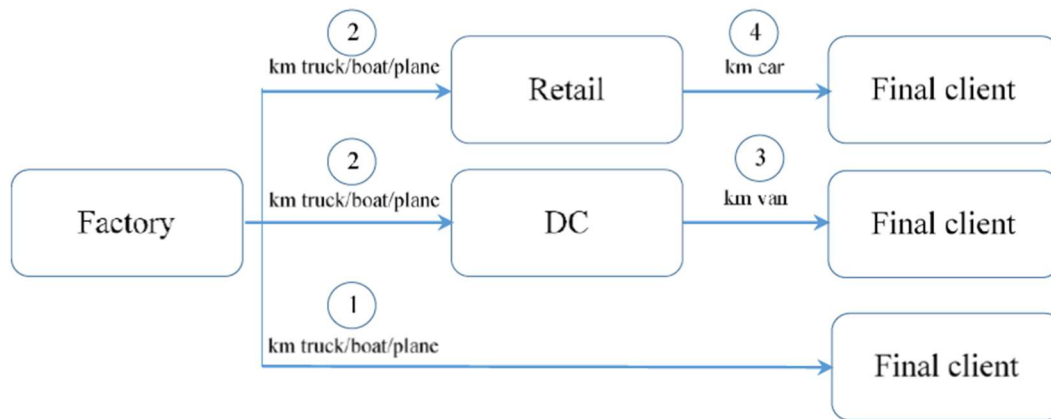 2
km truck/boat/plane
Retail
4
km car
Final client
Factory
2
km truck/boat/plane
DC
3
km van
Final client
1
km truck/boat/plane
Final client